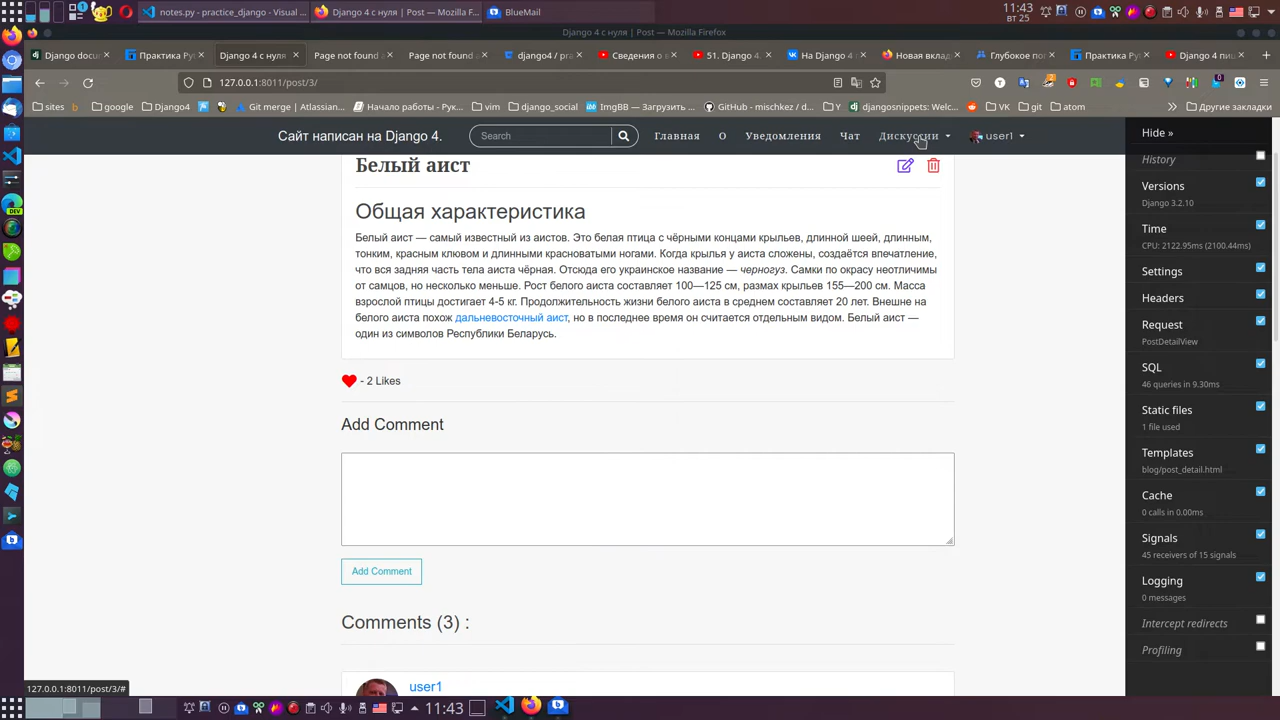 notes.py - practice_django - Visual ...
Django 4 с нуля | Post — Mozilla F...
BlueMail
11:43
вт 25
Django 4 с нуля | Post — Mozilla Firefox
Django docu
Практика Р
Django 4 с нуля
Page not found
Page not found
django4 / pra
Сведения о в
51. Django 4.
На Django 4
Новая вклад
Глубокое пог
Практика Р
Django 4 пи
127.0.0.1:8011/post/3/
sites
b
google
Django4
Git merge | Atlassian...
Начало работы - Рук...
vim
django_social
ImgBB — Загрузить ...
GitHub - mischkez / d...
Y
djangosnippets: Welc...
VK
git
atom
Другие закладки
Сайт написан на Django 4.
Search
Главная
О
Уведомления
Чат
Дискуссии
user1
Белый аист
Общая характеристика
Белый аист — самый известный из аистов. Это белая птица с чёрными концами крыльев, длинной шеей, длинным,
тонким, красным клювом и длинными красноватыми ногами. Когда крылья у аиста сложены, создаётся впечатление,
что вся задняя часть тела аиста чёрная. Отсюда его украинское название — черногуз. Самки по окрасу неотличимы
от самцов, но несколько меньше. Рост белого аиста составляет 100—125 см, размах крыльев 155—200 см. Масса
взрослой птицы достигает 4-5 кг. Продолжительность жизни белого аиста в среднем составляет 20 лет. Внешне на
белого аиста похож дальневосточный аист, но в последнее время он считается отдельным видом. Белый аист —
один из символов Республики Беларусь.
- 2 Likes
Add Comment
Add Comment
Comments (3) :
user1
Hide »
History
Versions
Django 3.2.10
Time
CPU: 2122.95ms (2100.44ms)
Settings
Headers
Request
PostDetailView
SQL
46 queries in 9.30ms
Static files
1 file used
Templates
blog/post_detail.html
Cache
0 calls in 0.00ms
Signals
45 receivers of 15 signals
Logging
0 messages
Intercept redirects
Profiling
127.0.0.1:8011/post/3/#
11:43